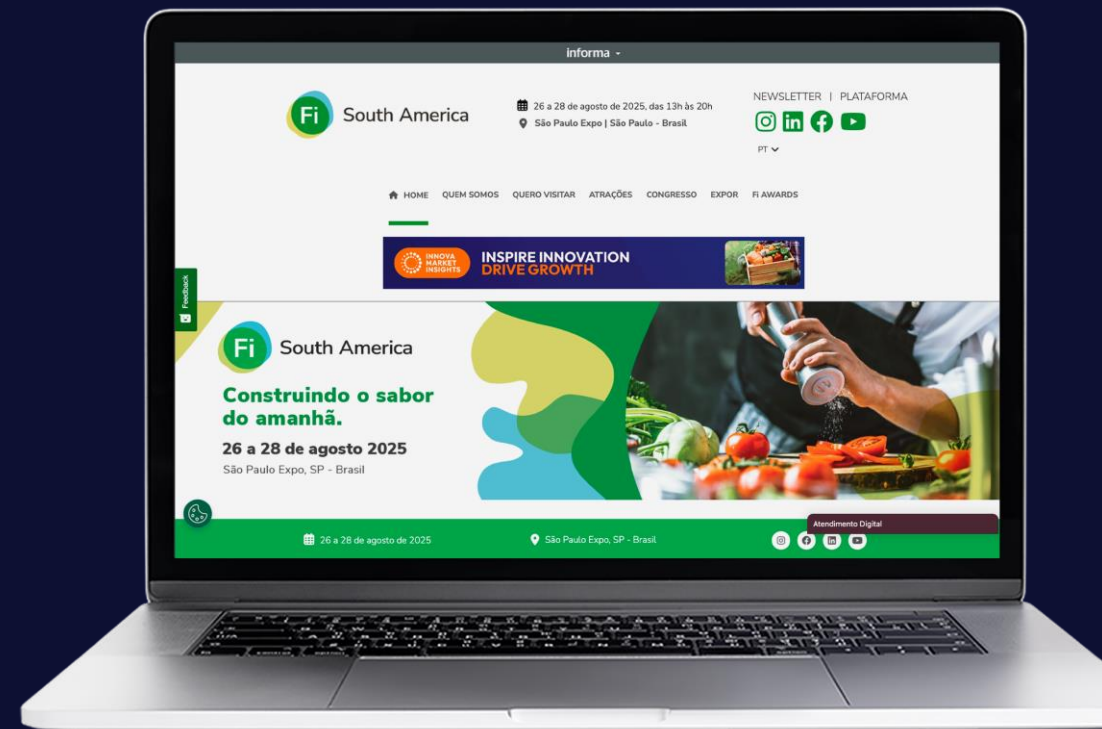 informa
Fi South America
26 a 28 de agosto de 2025, das 13h às 20h
São Paulo Expo | São Paulo - Brasil
NEWSLETTER | PLATAFORMA
PT
HOME QUEM SOMOS QUERO VISITAR ATRAÇÕES CONGRESSO EXPOR Fi AWARDS
INNOVA MARKET INSIGHTS
INSPIRE INNOVATION
DRIVE GROWTH
Feedback
Fi South America
Construindo o sabor
do amanhã.
26 a 28 de agosto 2025
São Paulo Expo, SP - Brasil
Atendimento Digital
26 a 28 de agosto de 2025
São Paulo Expo, SP - Brasil